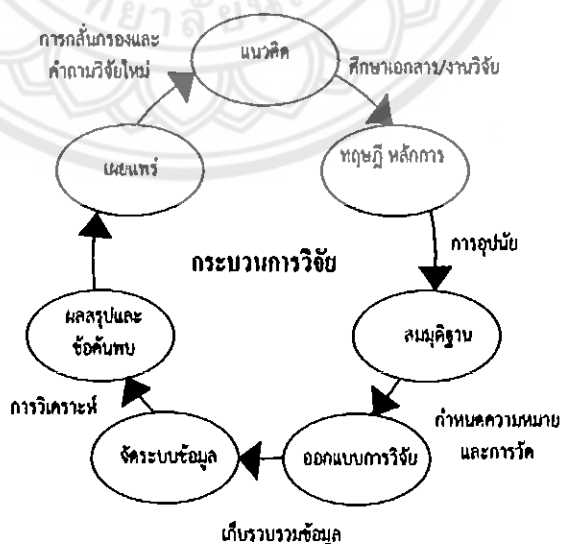 การกลั่นกรองและ
คำถามวิจัยใหม่
แนวคิด
ศึกษาเอกสาร/งานวิจัย
เผยแพร่
ทฤษฎี หลักการ
การอุปนัย
กระบวนการวิจัย
ผลสรุปและ
ข้อค้นพบ
สมมุติฐาน
การวิเคราะห์
กำหนดความหมาย
และการวัด
จัดระบบข้อมูล
ออกแบบการวิจัย
เก็บรวบรวมข้อมูล